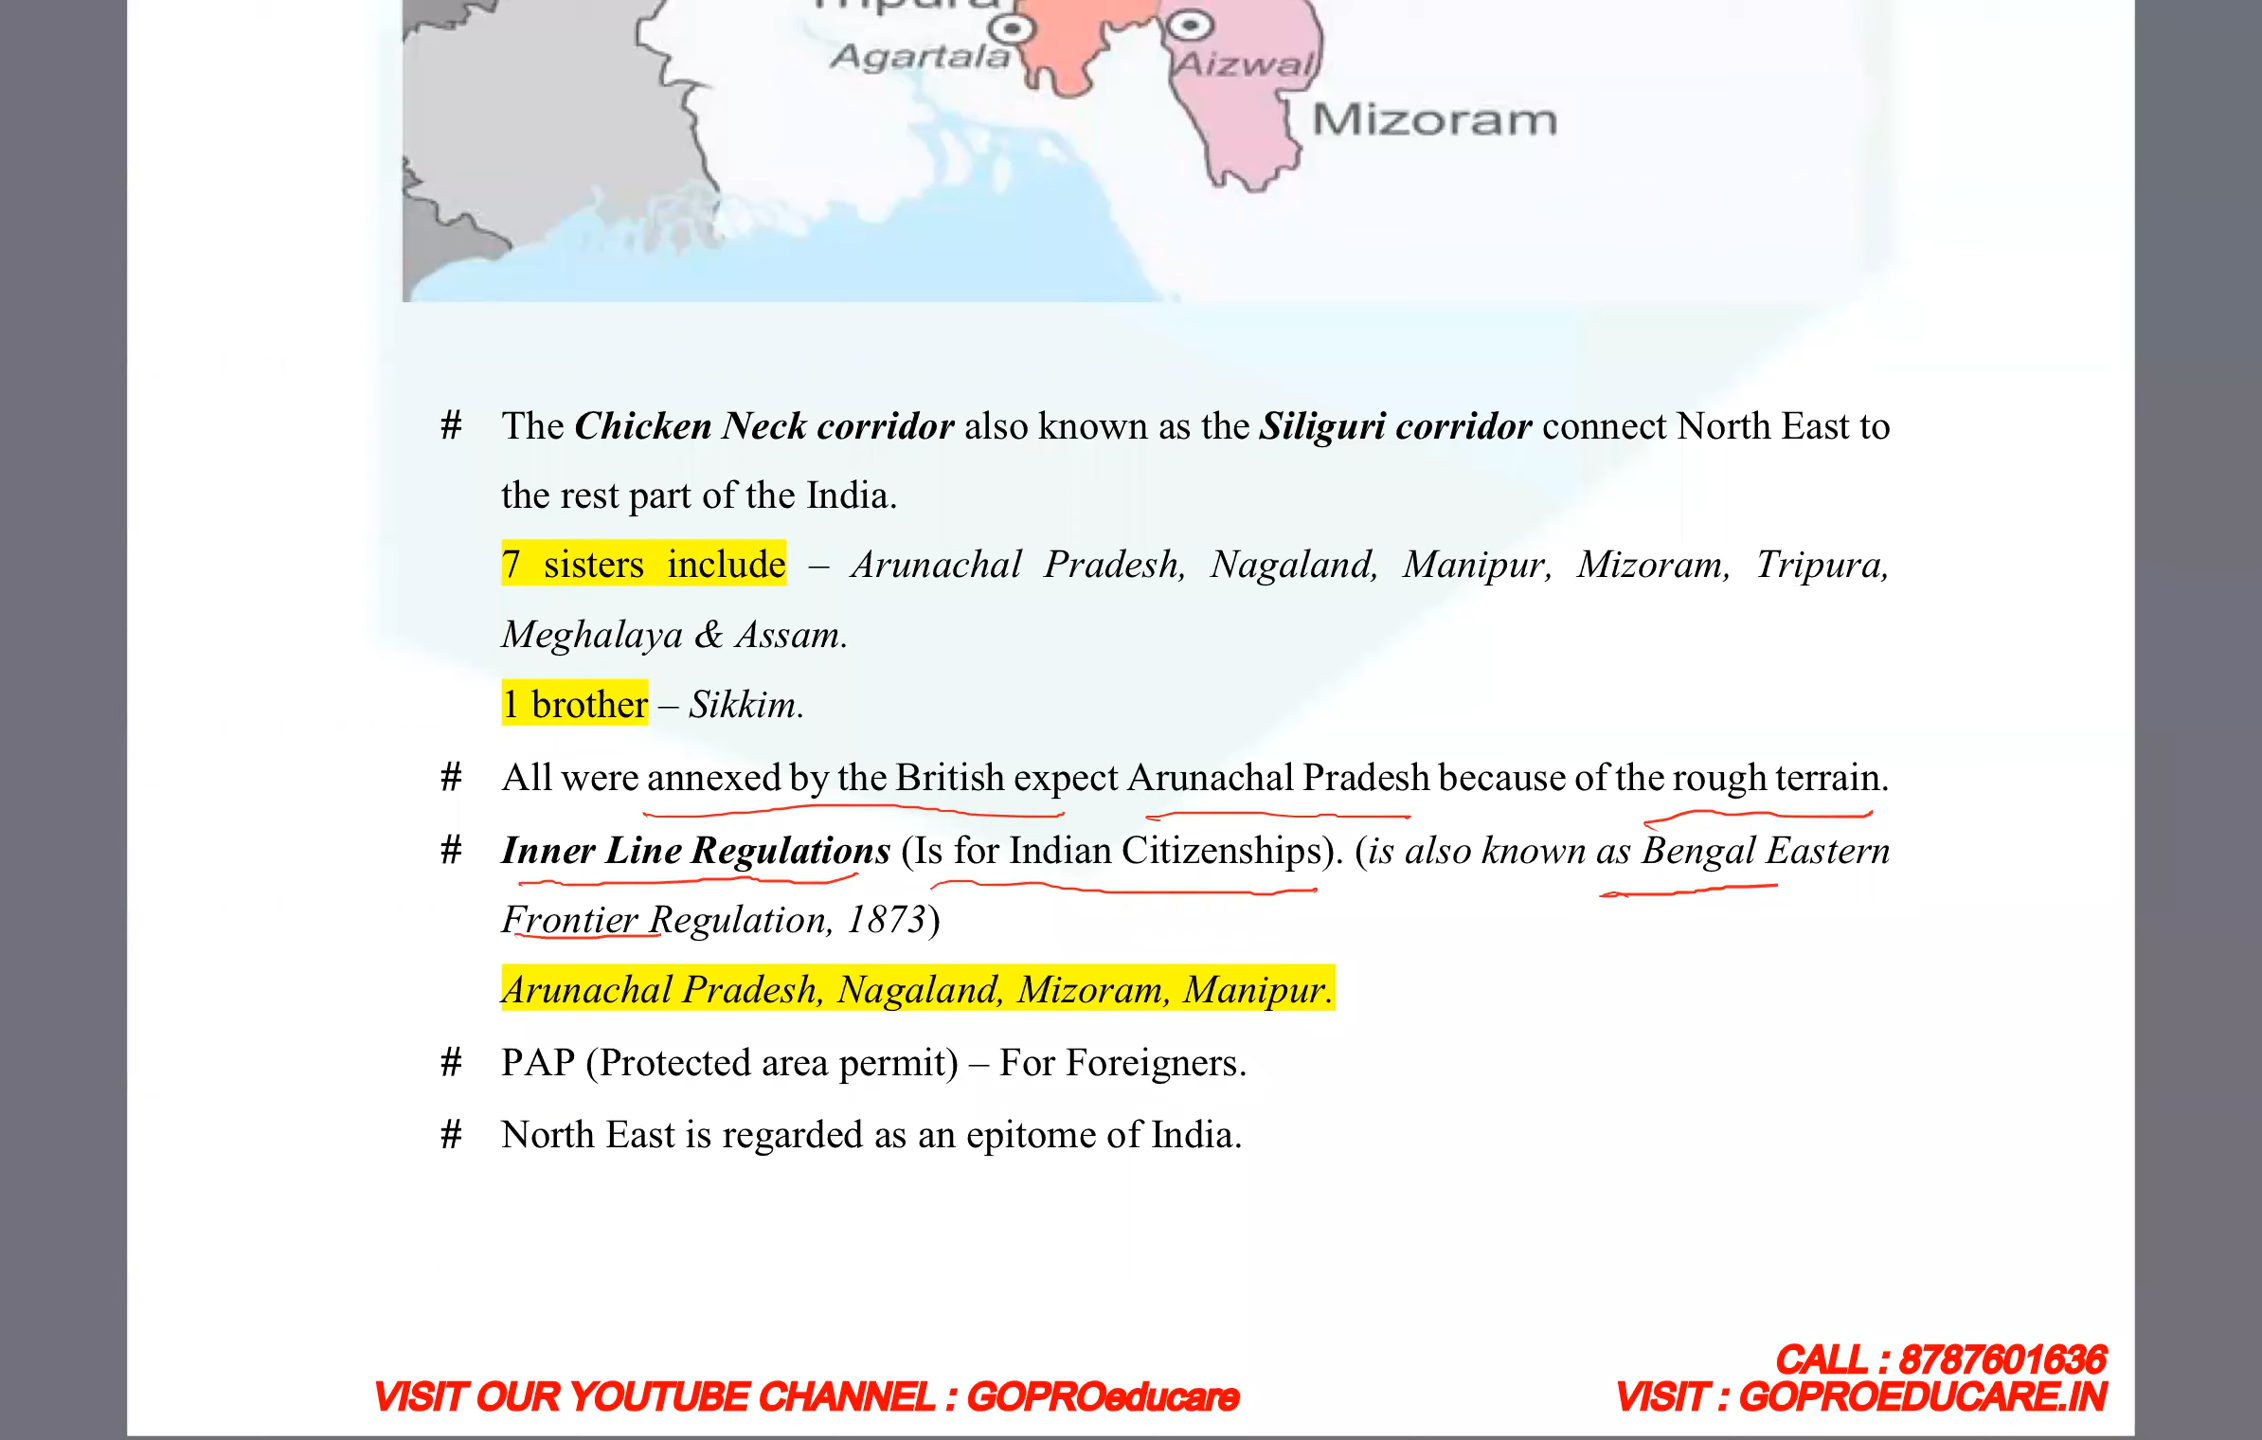 Tripura
Agartala
Aizwal
Mizoram
# The Chicken Neck corridor also known as the Siliguri corridor connect North East to
the rest part of the India.
7 sisters include – Arunachal Pradesh, Nagaland, Manipur, Mizoram, Tripura,
Meghalaya & Assam.
1 brother – Sikkim.
# All were annexed by the British expect Arunachal Pradesh because of the rough terrain.
# Inner Line Regulations (Is for Indian Citizenships). (is also known as Bengal Eastern
Frontier Regulation, 1873)
Arunachal Pradesh, Nagaland, Mizoram, Manipur.
# PAP (Protected area permit) – For Foreigners.
# North East is regarded as an epitome of India.
CALL : 8787601636
VISIT OUR YOUTUBE CHANNEL : GOPROeducare
VISIT : GOPROEDUCARE.IN